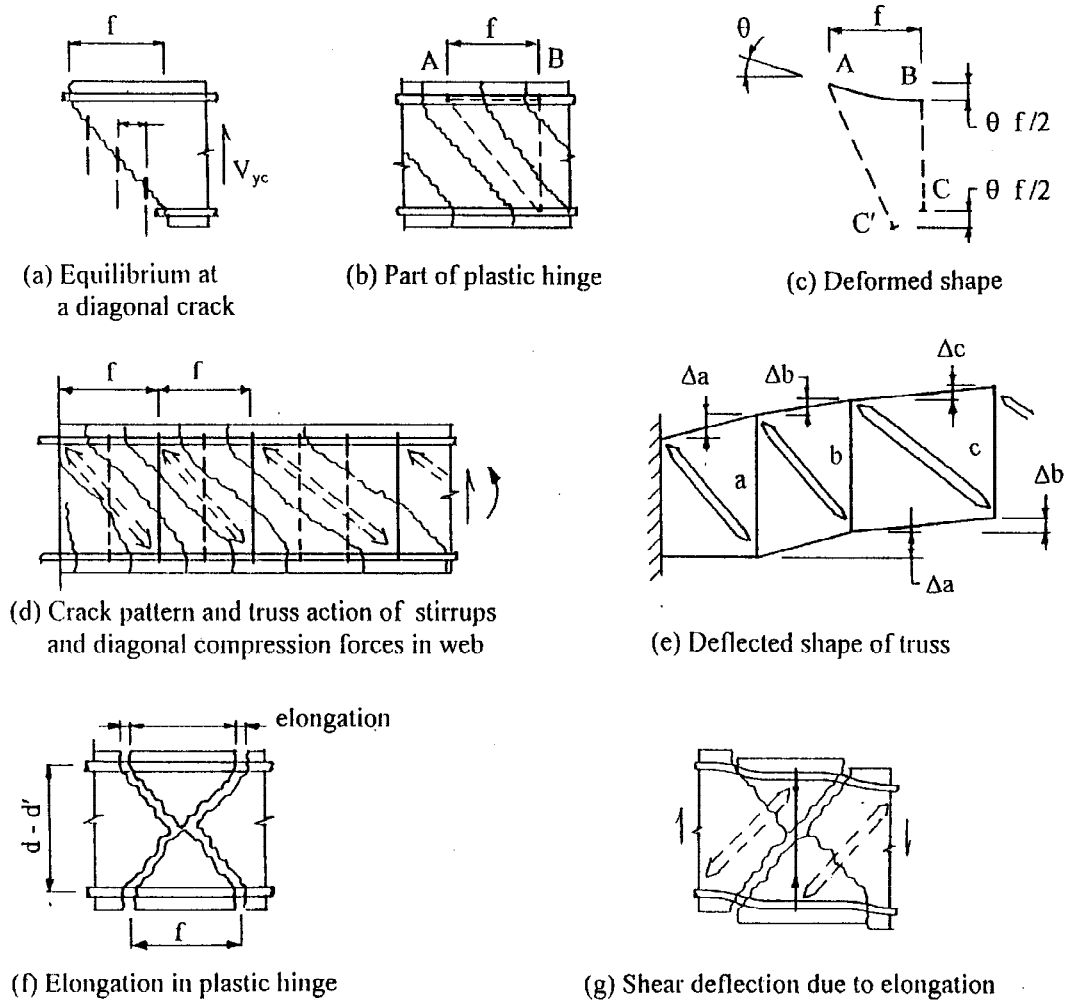 f
V yc
(a) Equilibrium at
a diagonal crack
f
A B
(b) Part of plastic hinge
θ
f
A B
θ f/2
C
θ f/2
C'
(c) Deformed shape
f f
(d) Crack pattern and truss action of stirrups
and diagonal compression forces in web
Δa Δb Δc
a b c
Δb
Δa
(e) Deflected shape of truss
elongation
d - d'
f
(f) Elongation in plastic hinge
(g) Shear deflection due to elongation